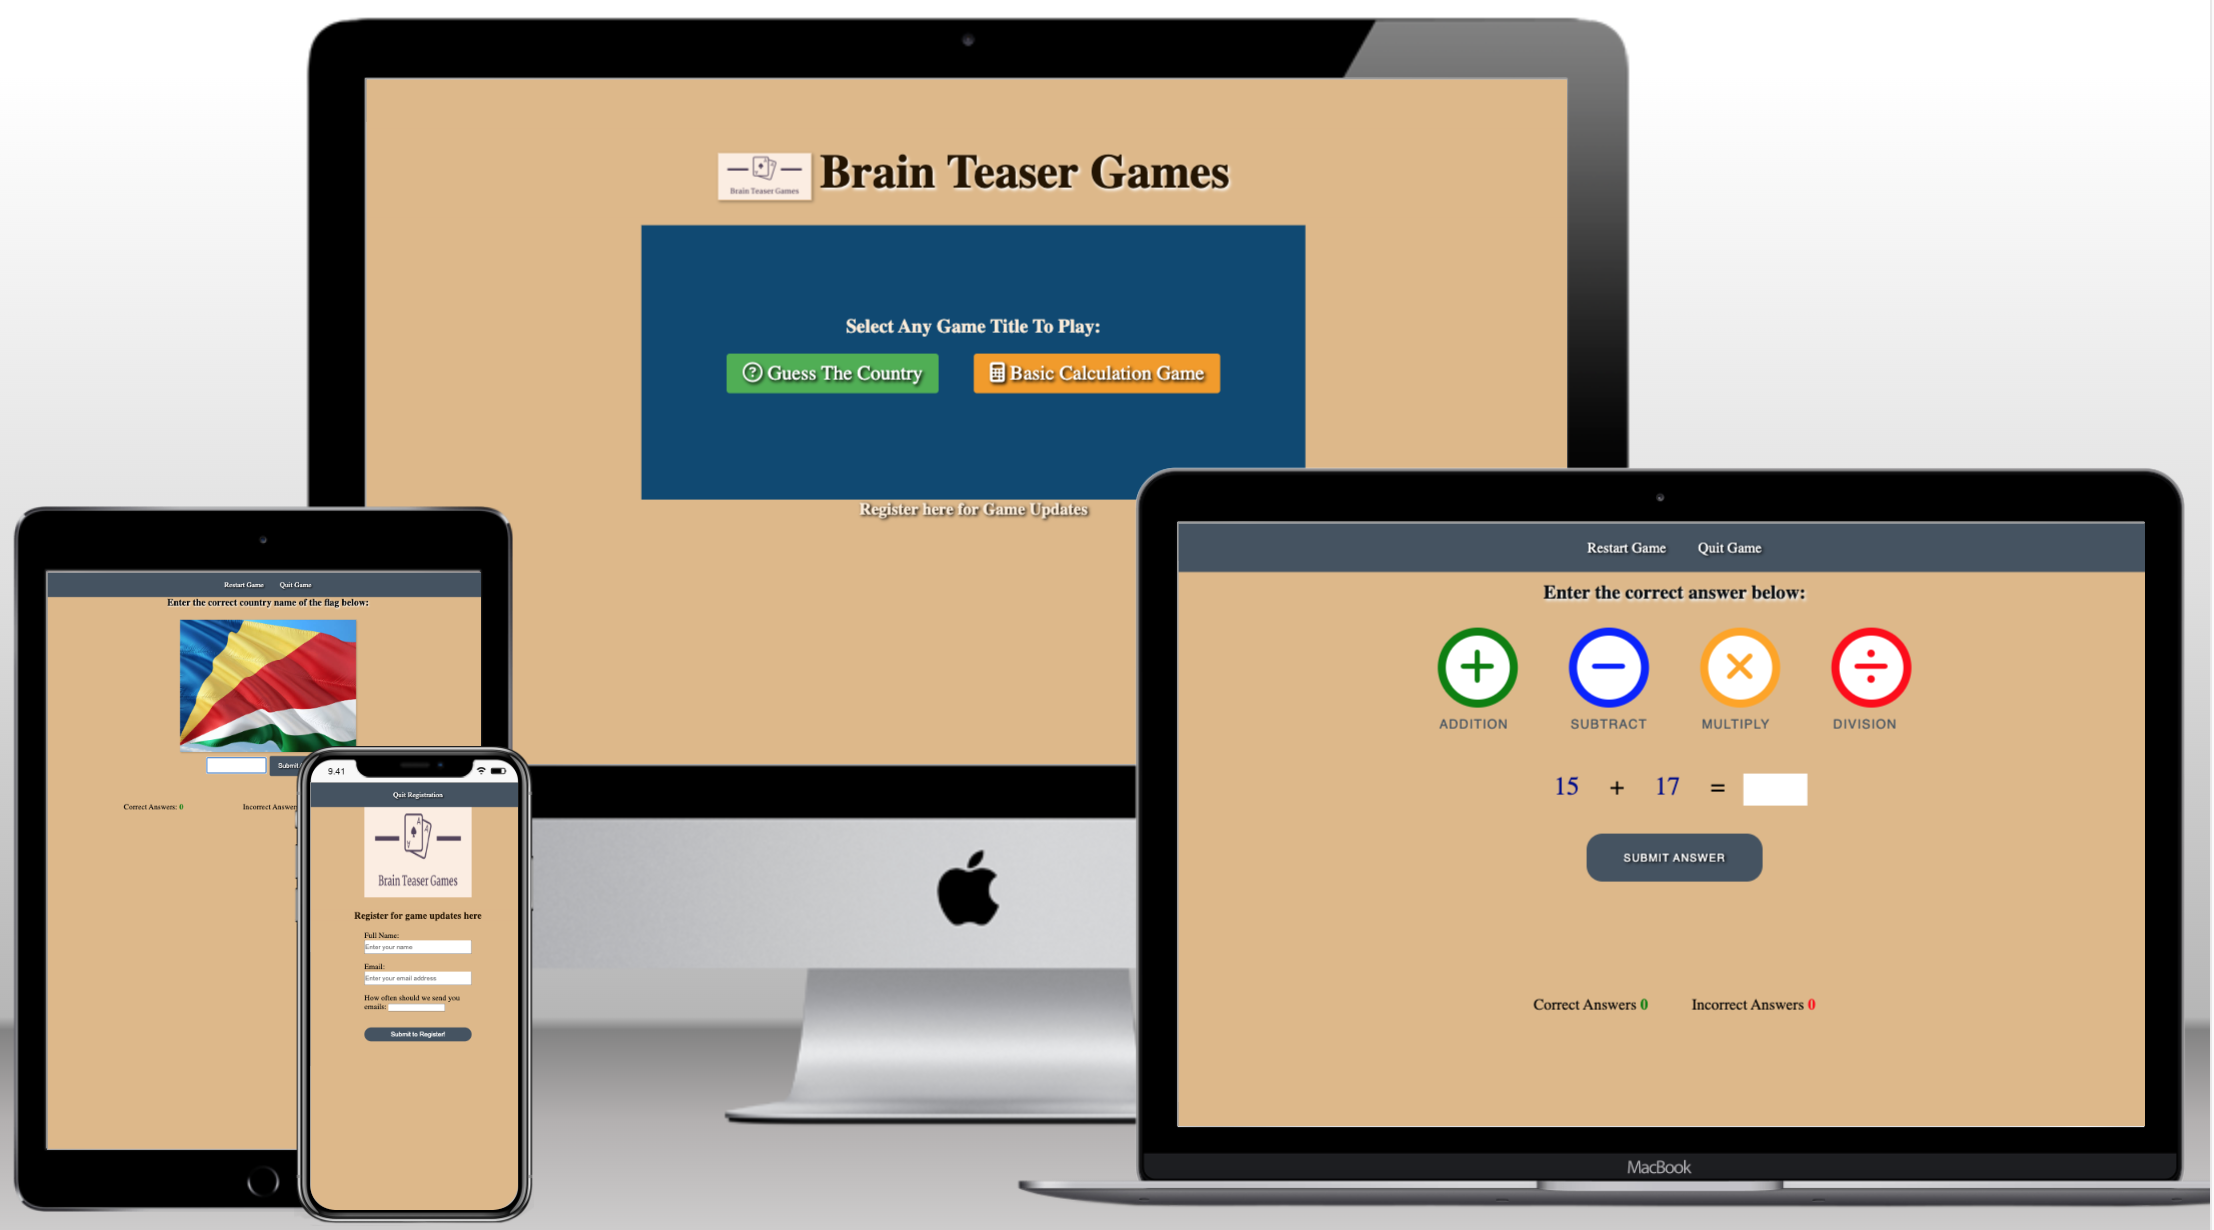 Brain Teaser Games
Brain Teaser Games
Select Any Game Title To Play:
Guess The Country
Basic Calculation Game
Register here for Game Updates
Restart Game Quit Game
Enter the correct country name of the flag below:
Submit
Correct Answers: 0 Incorrect Answer
9.41
Quit Registration
A
A
Brain Teaser Games
Register for game updates here
Full Name:
Enter your name
Email:
Enter your email address
How often should we send you
emails:
Submit to Register!
Restart Game Quit Game
Enter the correct answer below:
ADDITION SUBTRACT MULTIPLY DIVISION
15 + 17 =
SUBMIT ANSWER
Correct Answers 0 Incorrect Answers 0
MacBook